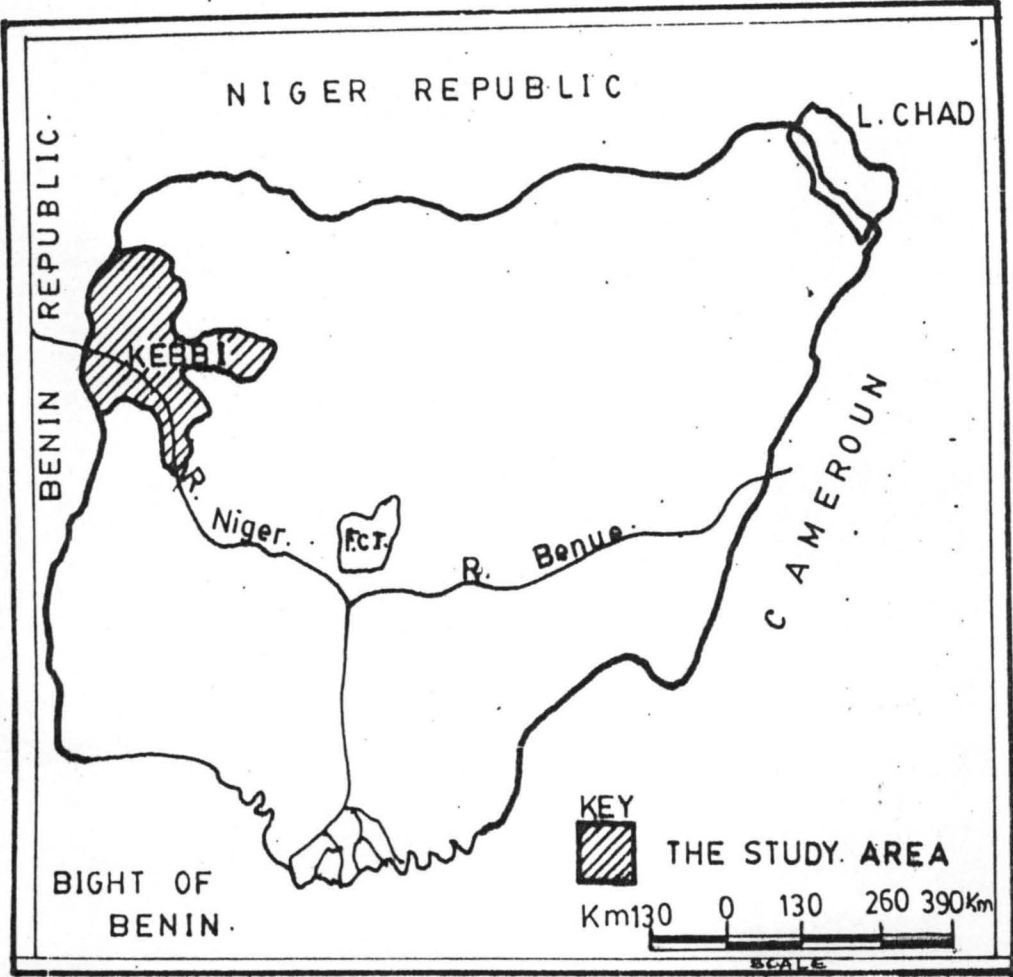 NIGER REPUBLIC
L. CHAD
BENIN REPUBLIC.
KEBBI
R. Niger.
F.C.T.
R. Benue.
CAMEROUN
BIGHT OF
BENIN.
KEY
THE STUDY. AREA
Km130 0 130 260 390Km
SCALE